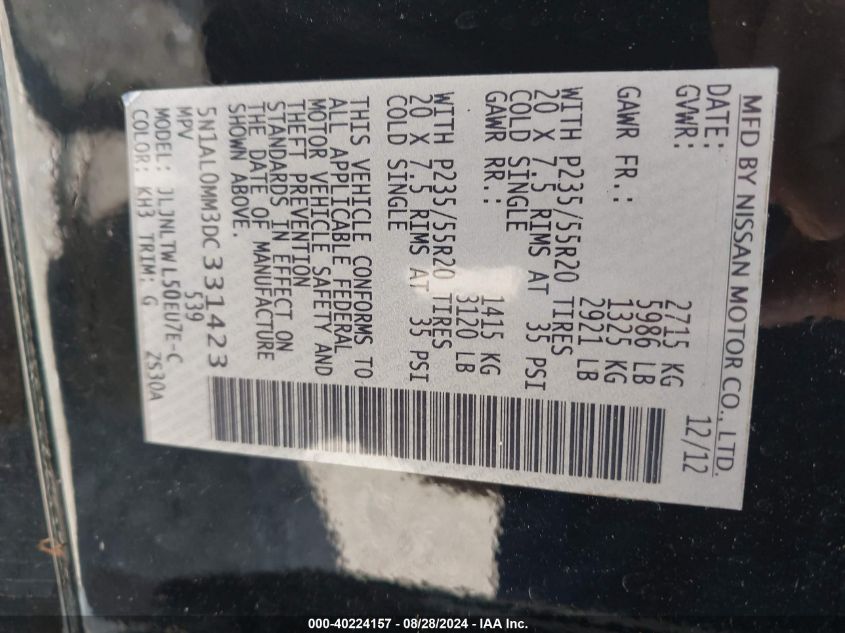 MFD BY NISSAN MOTOR CO., LTD.
DATE: 12/12
GVWR: 2715 KG
5986 LB
GAWR FR.: 1325 KG
2921 LB
WITH P235/55R20 TIRES
20 X 7.5 RIMS AT 35 PSI
COLD SINGLE
GAWR RR.: 1415 KG
3120 LB
WITH P235/55R20 TIRES
20 X 7.5 RIMS AT 35 PSI
COLD SINGLE
THIS VEHICLE CONFORMS TO
ALL APPLICABLE FEDERAL
MOTOR VEHICLE SAFETY AND
THEFT PREVENTION
STANDARDS IN EFFECT ON
THE DATE OF MANUFACTURE
SHOWN ABOVE.
5N1AL0MM3DC331423
MPV 539
MODEL: JLJNLTWL50EU7E-C
COLOR: KH3 TRIM: G 2S30A
000-40224157 - 08/28/2024 - IAA Inc.